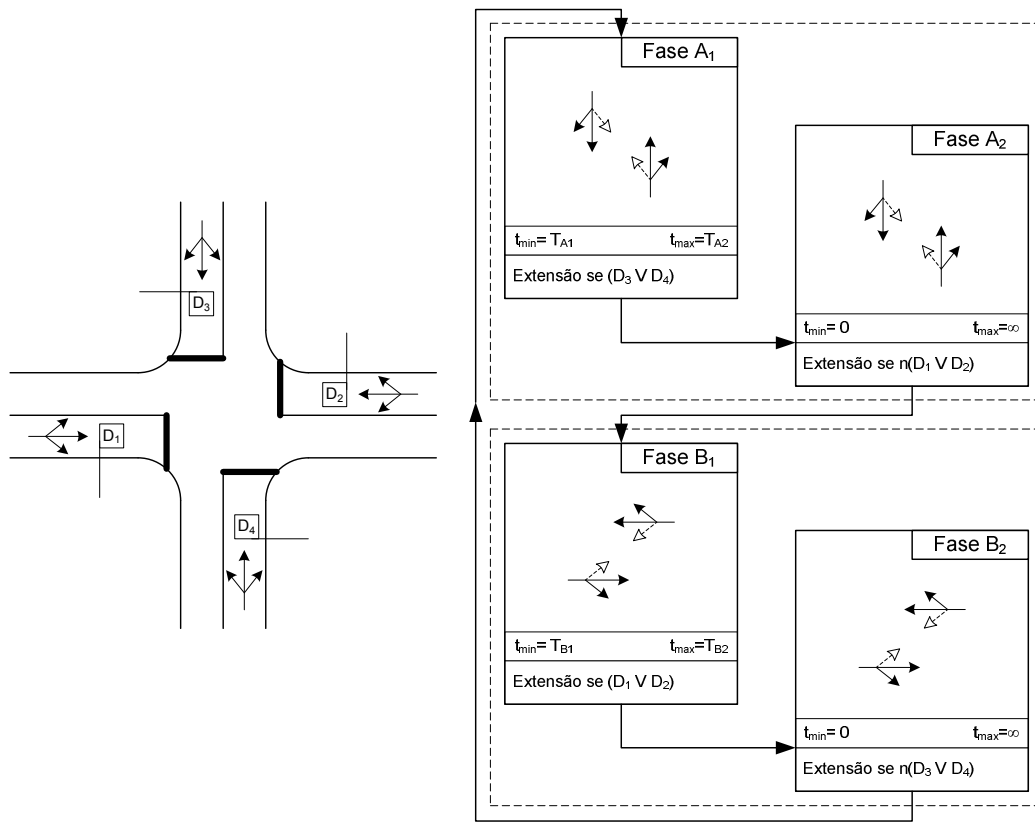 D₃
D₂
D₁
D₄
Fase A₁
tmin= TA1 tmax=TA2
Extensão se (D₃ V D₄)
Fase A₂
tmin= 0 tmax=∞
Extensão se n(D₁ V D₂)
Fase B₁
tmin= TB1 tmax=TB2
Extensão se (D₁ V D₂)
Fase B₂
tmin= 0 tmax=∞
Extensão se n(D₃ V D₄)